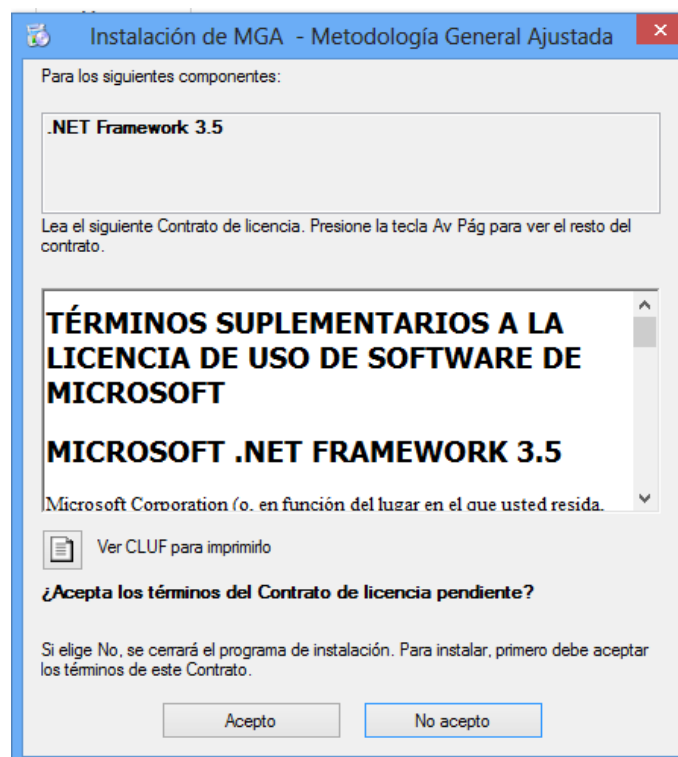 Instalación de MGA - Metodología General Ajustada
Para los siguientes componentes:
.NET Framework 3.5
Lea el siguiente Contrato de licencia. Presione la tecla Av Pág para ver el resto del
contrato.
TÉRMINOS SUPLEMENTARIOS A LA
LICENCIA DE USO DE SOFTWARE DE
MICROSOFT
MICROSOFT .NET FRAMEWORK 3.5
Microsoft Corporation (o, en función del lugar en el que usted resida,
Ver CLUF para imprimirlo
¿Acepta los términos del Contrato de licencia pendiente?
Si elige No, se cerrará el programa de instalación. Para instalar, primero debe aceptar
los términos de este Contrato.
Acepto
No acepto